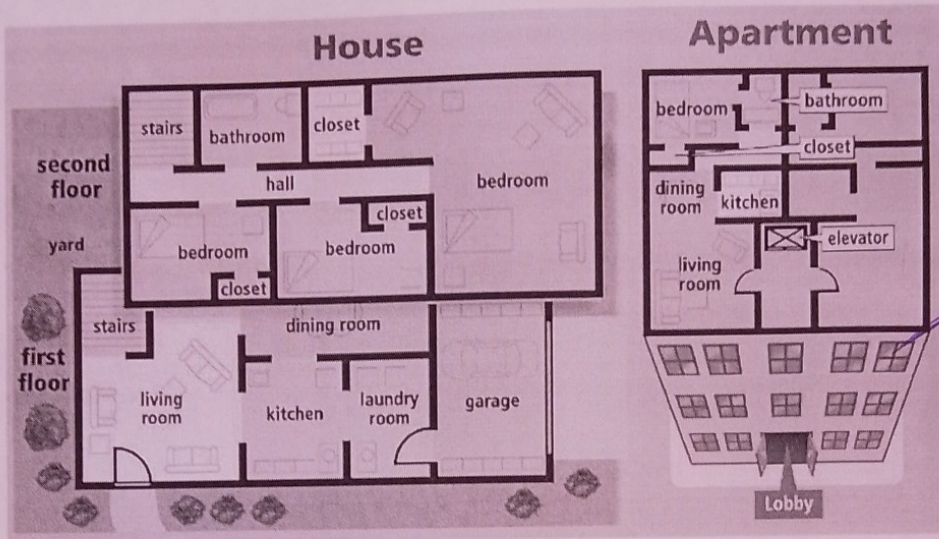 House
stairs
bathroom
closet
second
floor
hall
bedroom
closet
yard
bedroom
bedroom
closet
stairs
dining room
first
floor
living
room
kitchen
laundry
room
garage
Apartment
bedroom
bathroom
closet
dining
room
kitchen
elevator
living
room
Lobby